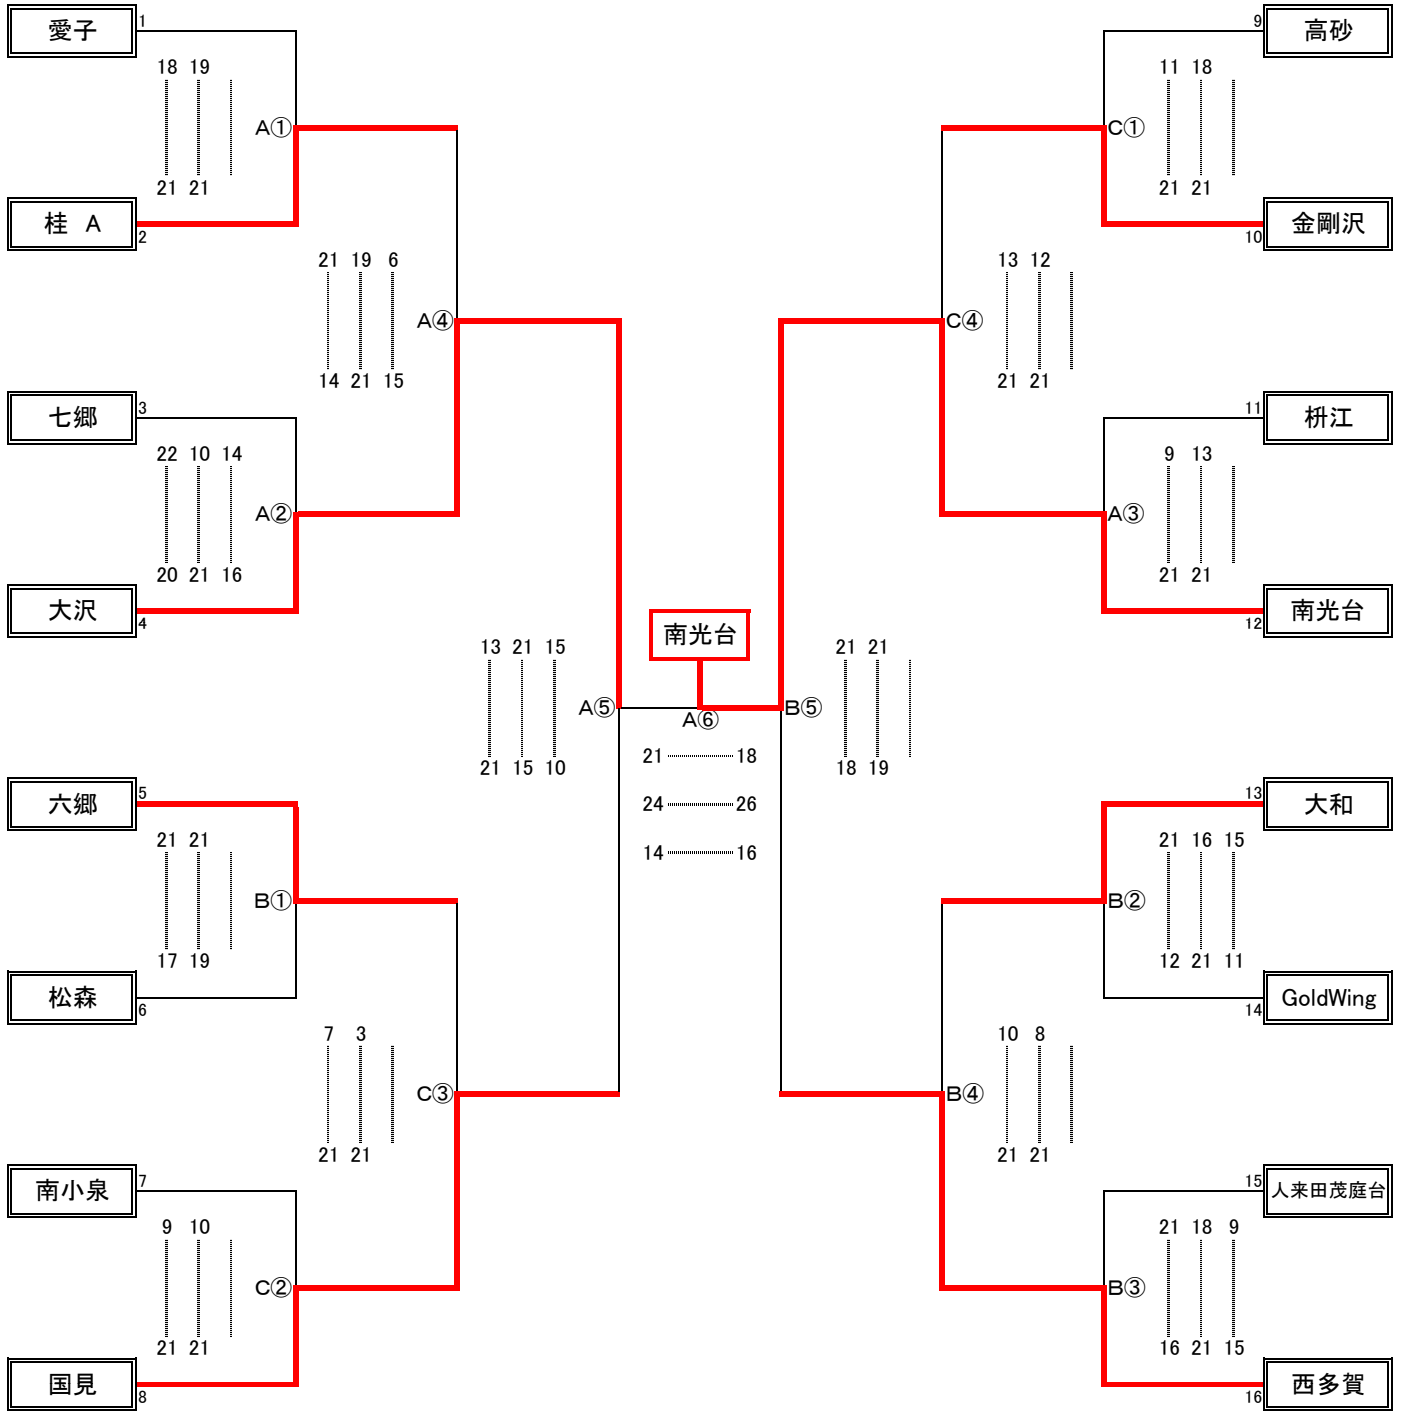 愛子 1
9 高砂
18 19
11 18
A①
C①
21 21
21 21
桂 A 2
10 金剛沢
21 19 6
13 12
A④
C④
14 21 15
21 21
七郷 3
11 枡江
22 10 14
9 13
A②
A③
20 21 16
21 21
大沢 4
12 南光台
南光台
13 21 15
21 21
A⑤
A⑥
B⑤
21 18
21 15 10
18 19
24 26
14 16
六郷 5
13 大和
21 21
21 16 15
B①
B②
17 19
12 21 11
松森 6
14 GoldWing
7 3
10 8
C③
B④
21 21
21 21
南小泉 7
15 人来田茂庭台
9 10
21 18 9
C②
B③
21 21
16 21 15
国見 8
16 西多賀